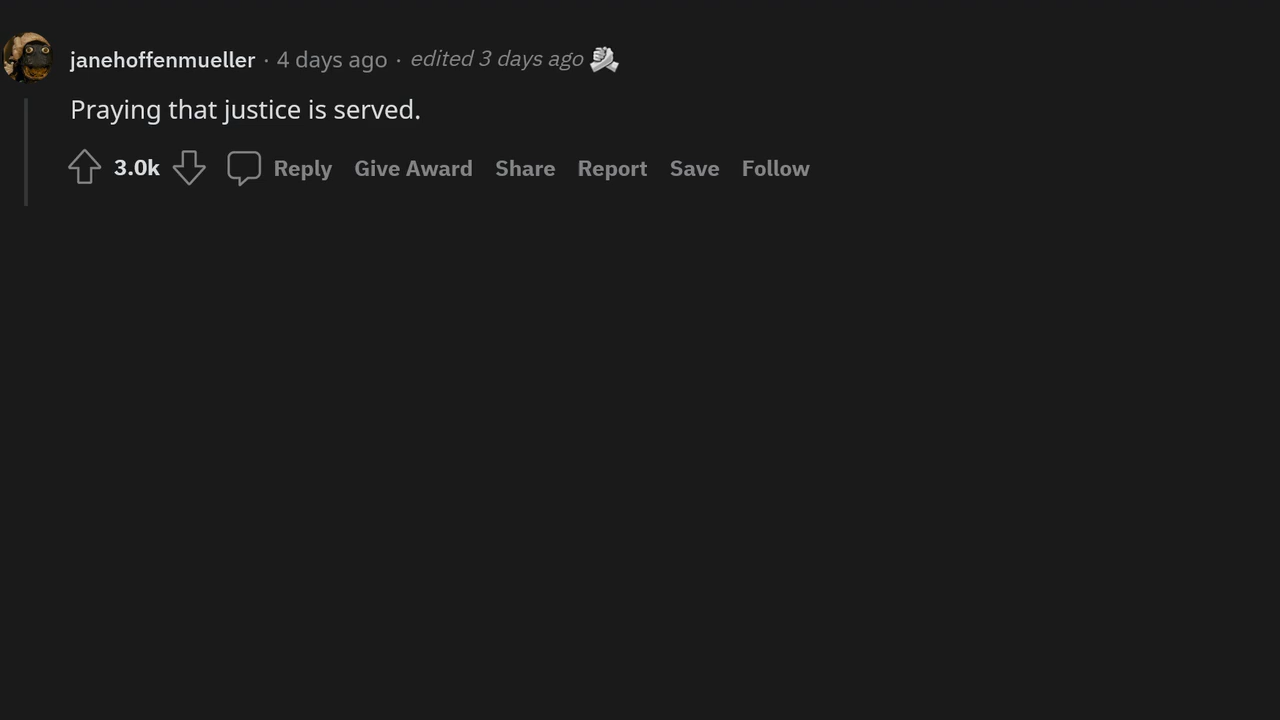 janehoffenmueller · 4 days ago · edited 3 days ago
Praying that justice is served.
3.0k Reply Give Award Share Report Save Follow